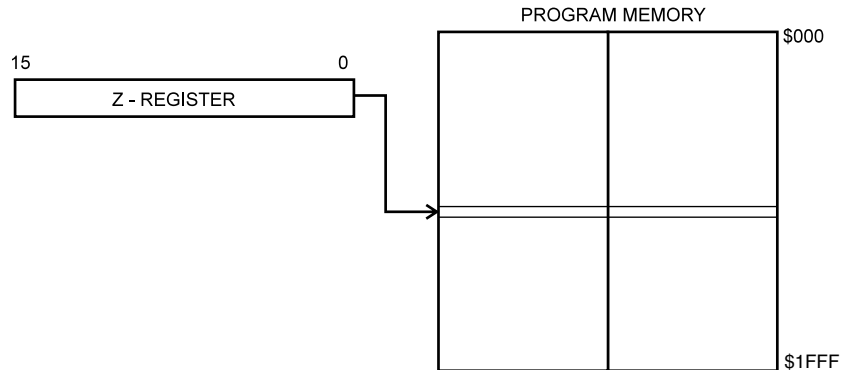 PROGRAM MEMORY
$000
15 0
Z - REGISTER
$1FFF